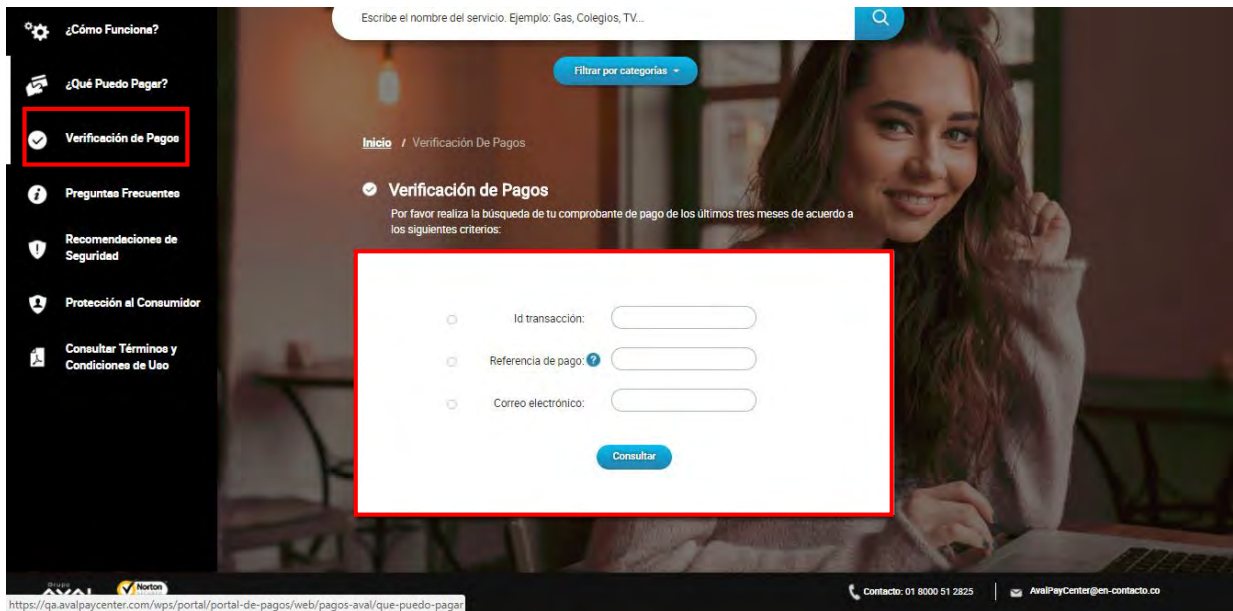 Escribe el nombre del servicio. Ejemplo: Gas, Colegios, TV...
Filtrar por categorías
¿Cómo Funciona?
¿Qué Puedo Pagar?
Verificación de Pagos
Preguntas Frecuentes
Recomendaciones de
Seguridad
Protección al Consumidor
Consultar Términos y
Condiciones de Uso
Inicio / Verificación De Pagos
Verificación de Pagos
Por favor realiza la búsqueda de tu comprobante de pago de los últimos tres meses de acuerdo a
los siguientes criterios:
Id transacción:
Referencia de pago: ?
Correo electrónico:
Consultar
Grupo
AVAL
Norton
Contacto: 01 8000 51 2825
AvalPayCenter@en-contacto.co
https://qa.avalpaycenter.com/wps/portal/portal-de-pagos/web/pagos-aval/que-puedo-pagar